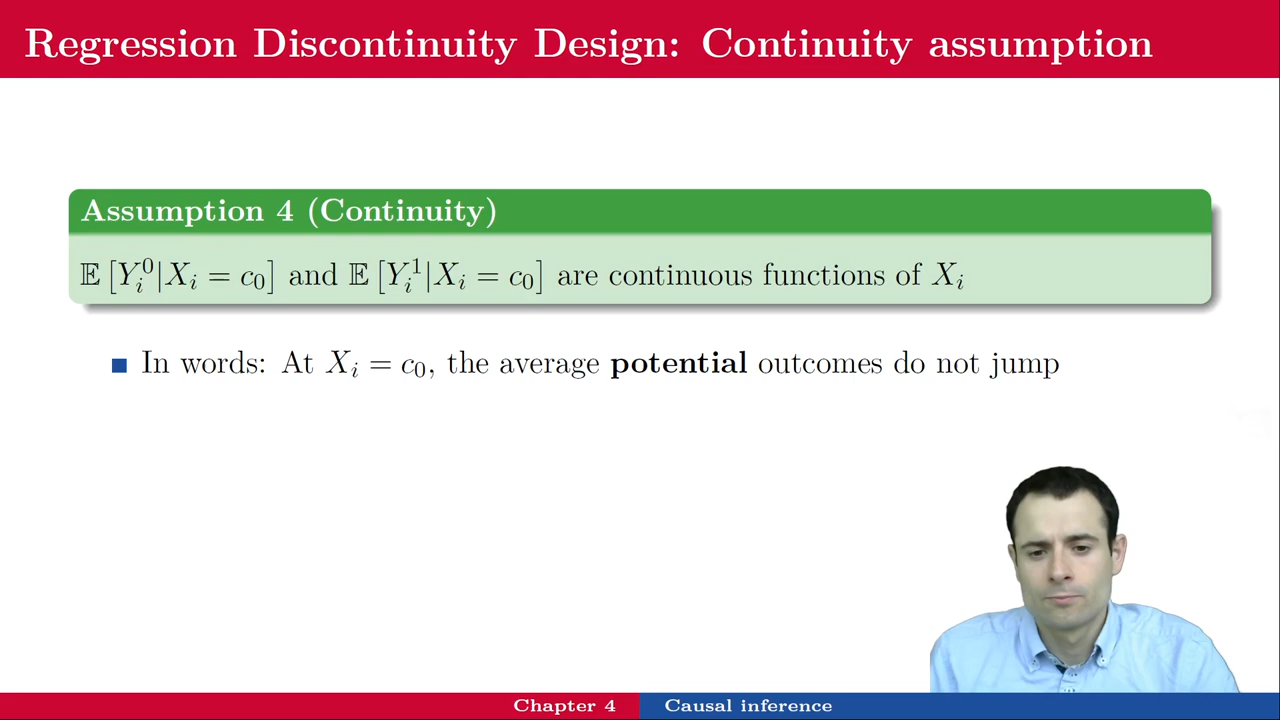 Regression Discontinuity Design: Continuity assumption
Assumption 4 (Continuity)
𝔼 [Y_i^0|X_i = c_0] and 𝔼 [Y_i^1|X_i = c_0] are continuous functions of X_i
In words: At X_i = c_0, the average potential outcomes do not jump
Chapter 4
Causal inference